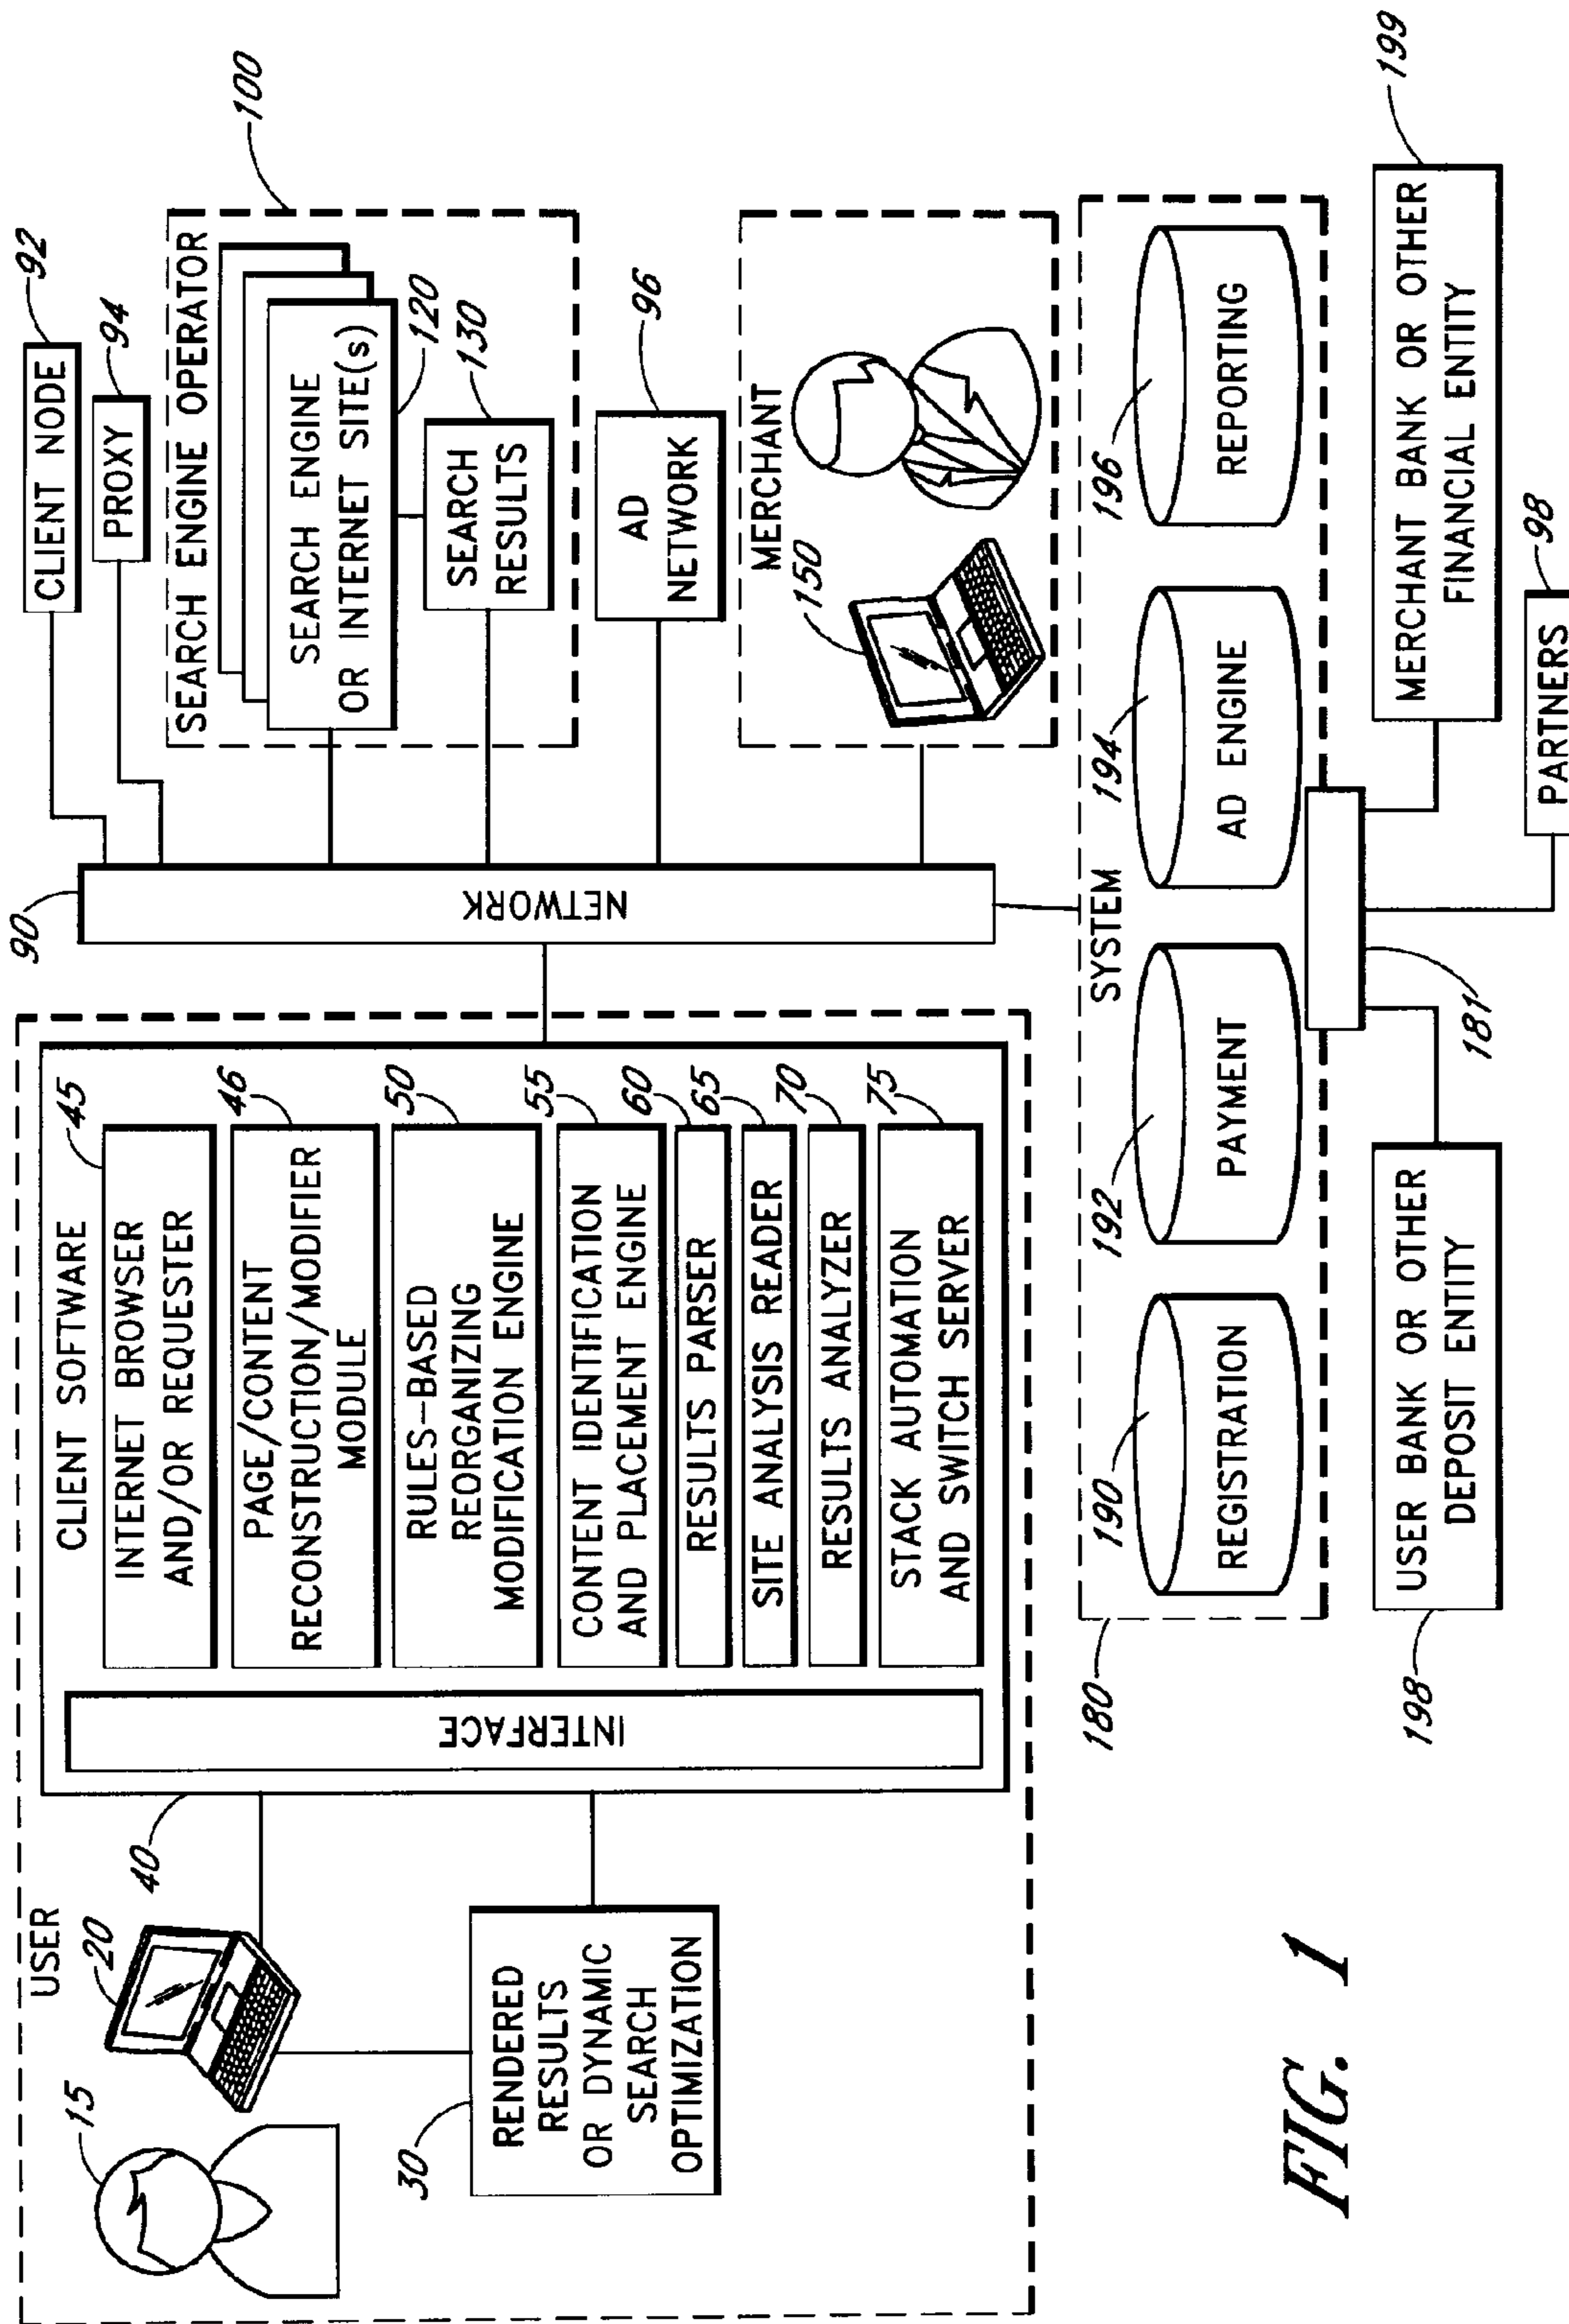 USER
15
20
30
RENDERED
RESULTS
OR DYNAMIC
SEARCH
OPTIMIZATION
40
INTERFACE
CLIENT SOFTWARE
45
INTERNET BROWSER
AND/OR REQUESTER
46
PAGE/CONTENT
RECONSTRUCTION/MODIFIER
MODULE
50
RULES-BASED
REORGANIZING
MODIFICATION ENGINE
55
CONTENT IDENTIFICATION
AND PLACEMENT ENGINE
60
RESULTS PARSER
65
SITE ANALYSIS READER
70
RESULTS ANALYZER
75
STACK AUTOMATION
AND SWITCH SERVER
90
NETWORK
CLIENT NODE
92
PROXY
94
100
SEARCH ENGINE OPERATOR
SEARCH ENGINE
OR INTERNET SITE(s)
120
SEARCH
RESULTS
130
AD
NETWORK
96
MERCHANT
150
180
SYSTEM
190
REGISTRATION
192
PAYMENT
194
AD ENGINE
196
REPORTING
181
198
USER BANK OR OTHER
DEPOSIT ENTITY
MERCHANT BANK OR OTHER
FINANCIAL ENTITY
199
PARTNERS
98
FIG. 1